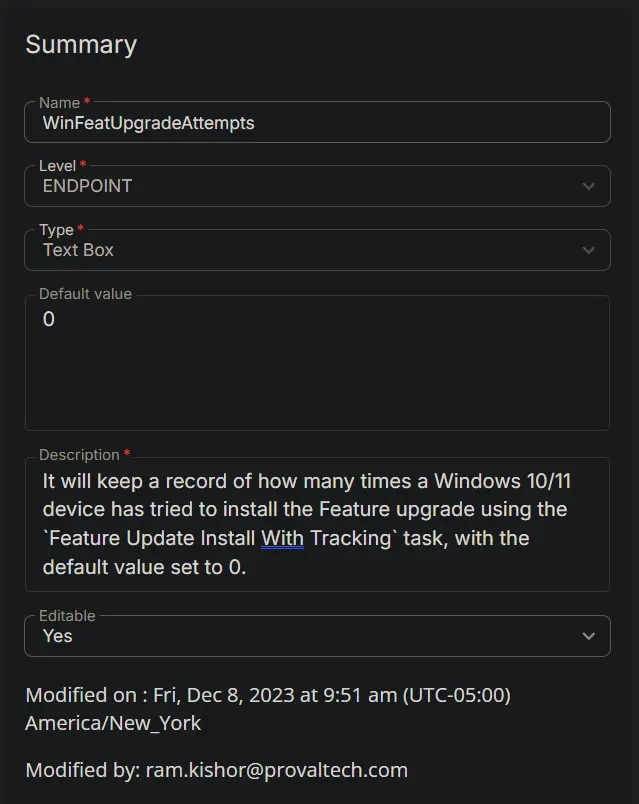 Summary
Name *
WinFeatUpgradeAttempts
Level *
ENDPOINT
Type *
Text Box
Default value
0
Description *
It will keep a record of how many times a Windows 10/11
device has tried to install the Feature upgrade using the
`Feature Update Install With Tracking` task, with the
default value set to 0.
Editable
Yes
Modified on : Fri, Dec 8, 2023 at 9:51 am (UTC-05:00)
America/New_York
Modified by: ram.kishor@provaltech.com